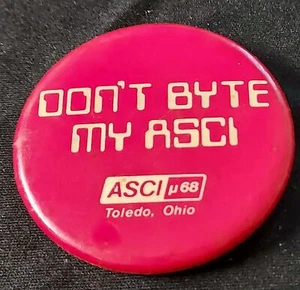 DON'T BYTE
MY ASCI
ASCI μ68
Toledo, Ohio